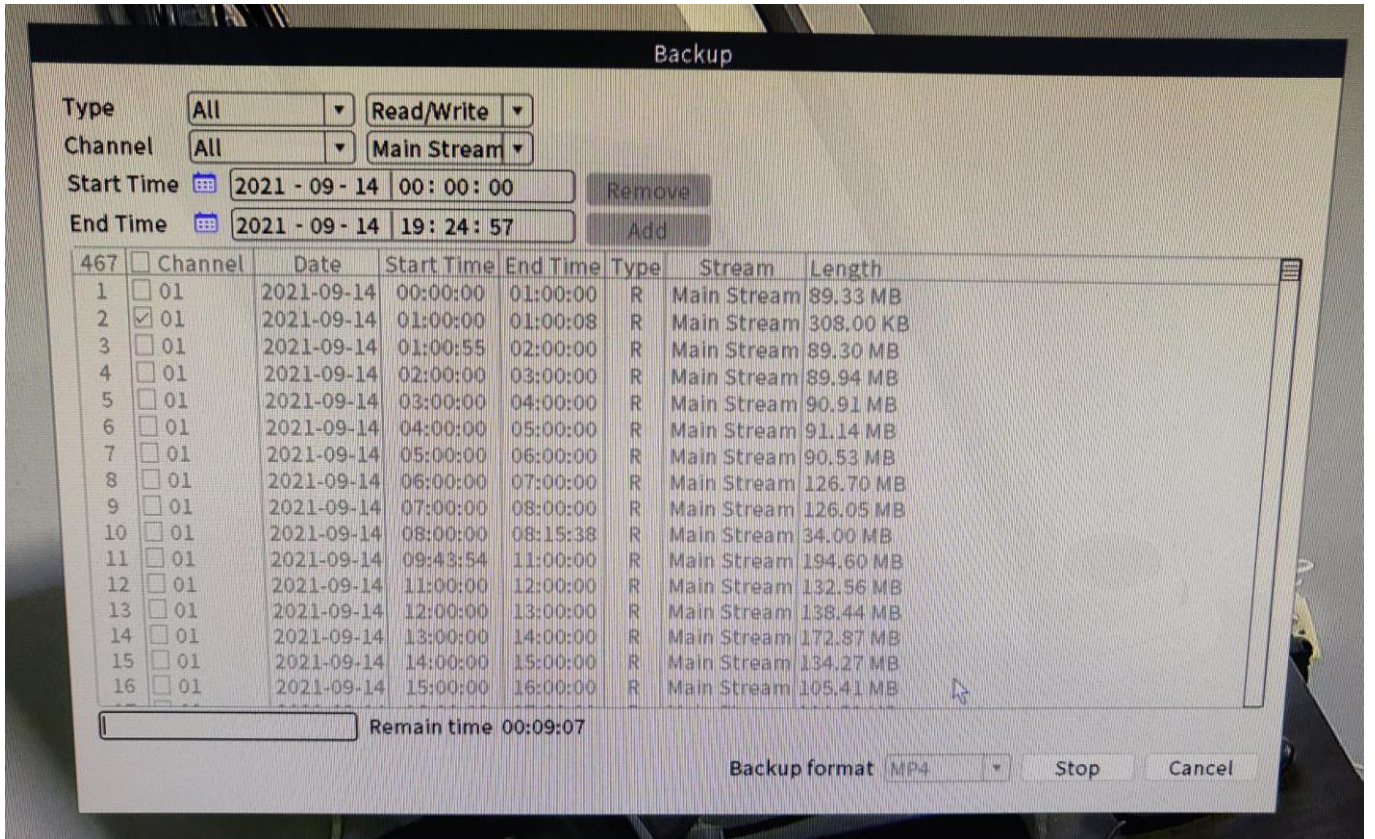 Backup
Type All Read/Write
Channel All Main Stream
Start Time 2021 - 09 - 14 00: 00: 00 Remove
End Time 2021 - 09 - 14 19: 24: 57 Add
467 Channel Date Start Time End Time Type Stream Length
1 01 2021-09-14 00:00:00 01:00:00 R Main Stream 89.33 MB
2 01 2021-09-14 01:00:00 01:00:08 R Main Stream 308.00 KB
3 01 2021-09-14 01:00:55 02:00:00 R Main Stream 89.30 MB
4 01 2021-09-14 02:00:00 03:00:00 R Main Stream 89.94 MB
5 01 2021-09-14 03:00:00 04:00:00 R Main Stream 90.91 MB
6 01 2021-09-14 04:00:00 05:00:00 R Main Stream 91.14 MB
7 01 2021-09-14 05:00:00 06:00:00 R Main Stream 90.53 MB
8 01 2021-09-14 06:00:00 07:00:00 R Main Stream 126.70 MB
9 01 2021-09-14 07:00:00 08:00:00 R Main Stream 126.05 MB
10 01 2021-09-14 08:00:00 08:15:38 R Main Stream 34.00 MB
11 01 2021-09-14 09:43:54 11:00:00 R Main Stream 194.60 MB
12 01 2021-09-14 11:00:00 12:00:00 R Main Stream 132.56 MB
13 01 2021-09-14 12:00:00 13:00:00 R Main Stream 138.44 MB
14 01 2021-09-14 13:00:00 14:00:00 R Main Stream 172.87 MB
15 01 2021-09-14 14:00:00 15:00:00 R Main Stream 134.27 MB
16 01 2021-09-14 15:00:00 16:00:00 R Main Stream 105.41 MB
Remain time 00:09:07
Backup format MP4 Stop Cancel